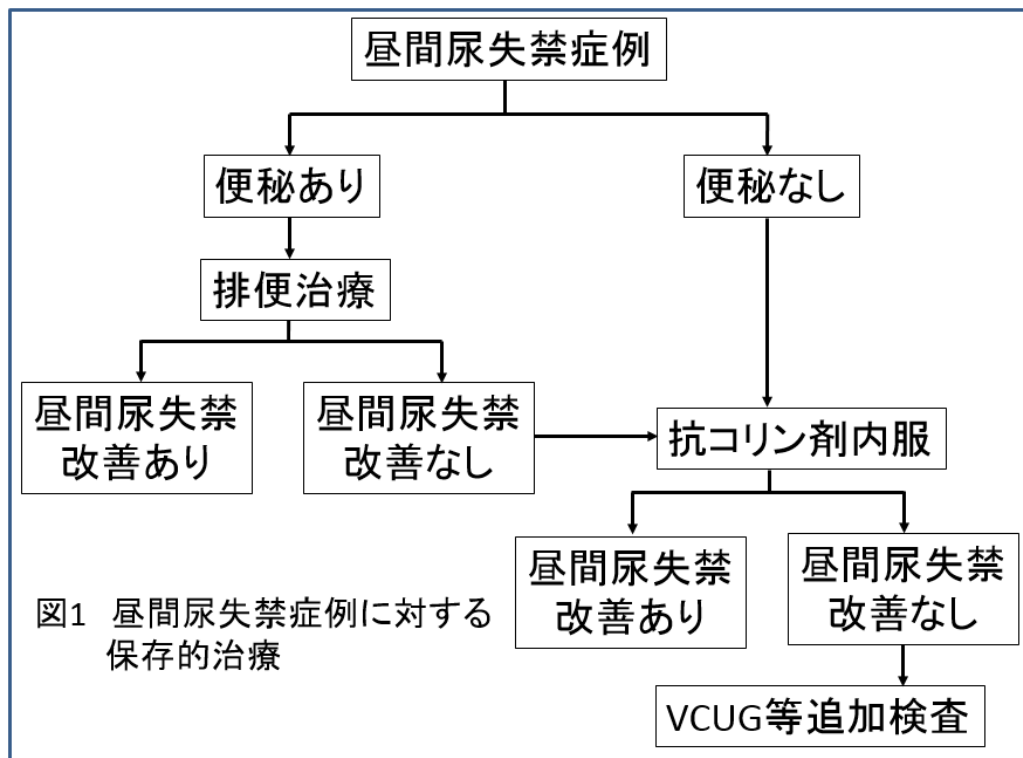 昼間尿失禁症例
便秘あり
便秘なし
排便治療
昼間尿失禁
改善あり
昼間尿失禁
改善なし
抗コリン剤内服
昼間尿失禁
改善あり
昼間尿失禁
改善なし
VCUG等追加検査
図1 昼間尿失禁症例に対する
保存的治療